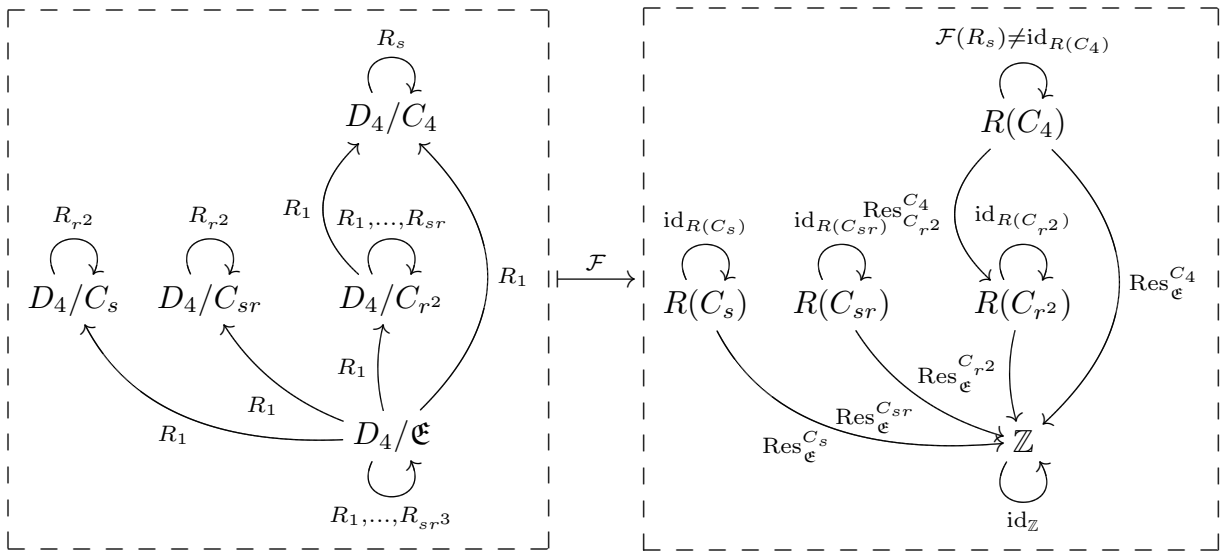 R_s
D_4/C_4
R_1
R_{r^2}
R_{r^2}
R_1,...,R_{sr}
R_1
D_4/C_s
D_4/C_{sr}
D_4/C_{r^2}
R_1
R_1
R_1
D_4/𝕰
R_1,...,R_{sr^3}
ℱ
ℱ(R_s)≠id_{R(C_4)}
R(C_4)
Res^{C_4}_{C_{r^2}}
id_{R(C_s)}
id_{R(C_{sr})}
id_{R(C_{r^2})}
Res^{C_4}_𝕰
R(C_s)
R(C_{sr})
R(C_{r^2})
Res^{C_{r^2}}_𝕰
Res^{C_{sr}}_𝕰
Res^{C_s}_𝕰
ℤ
id_ℤ